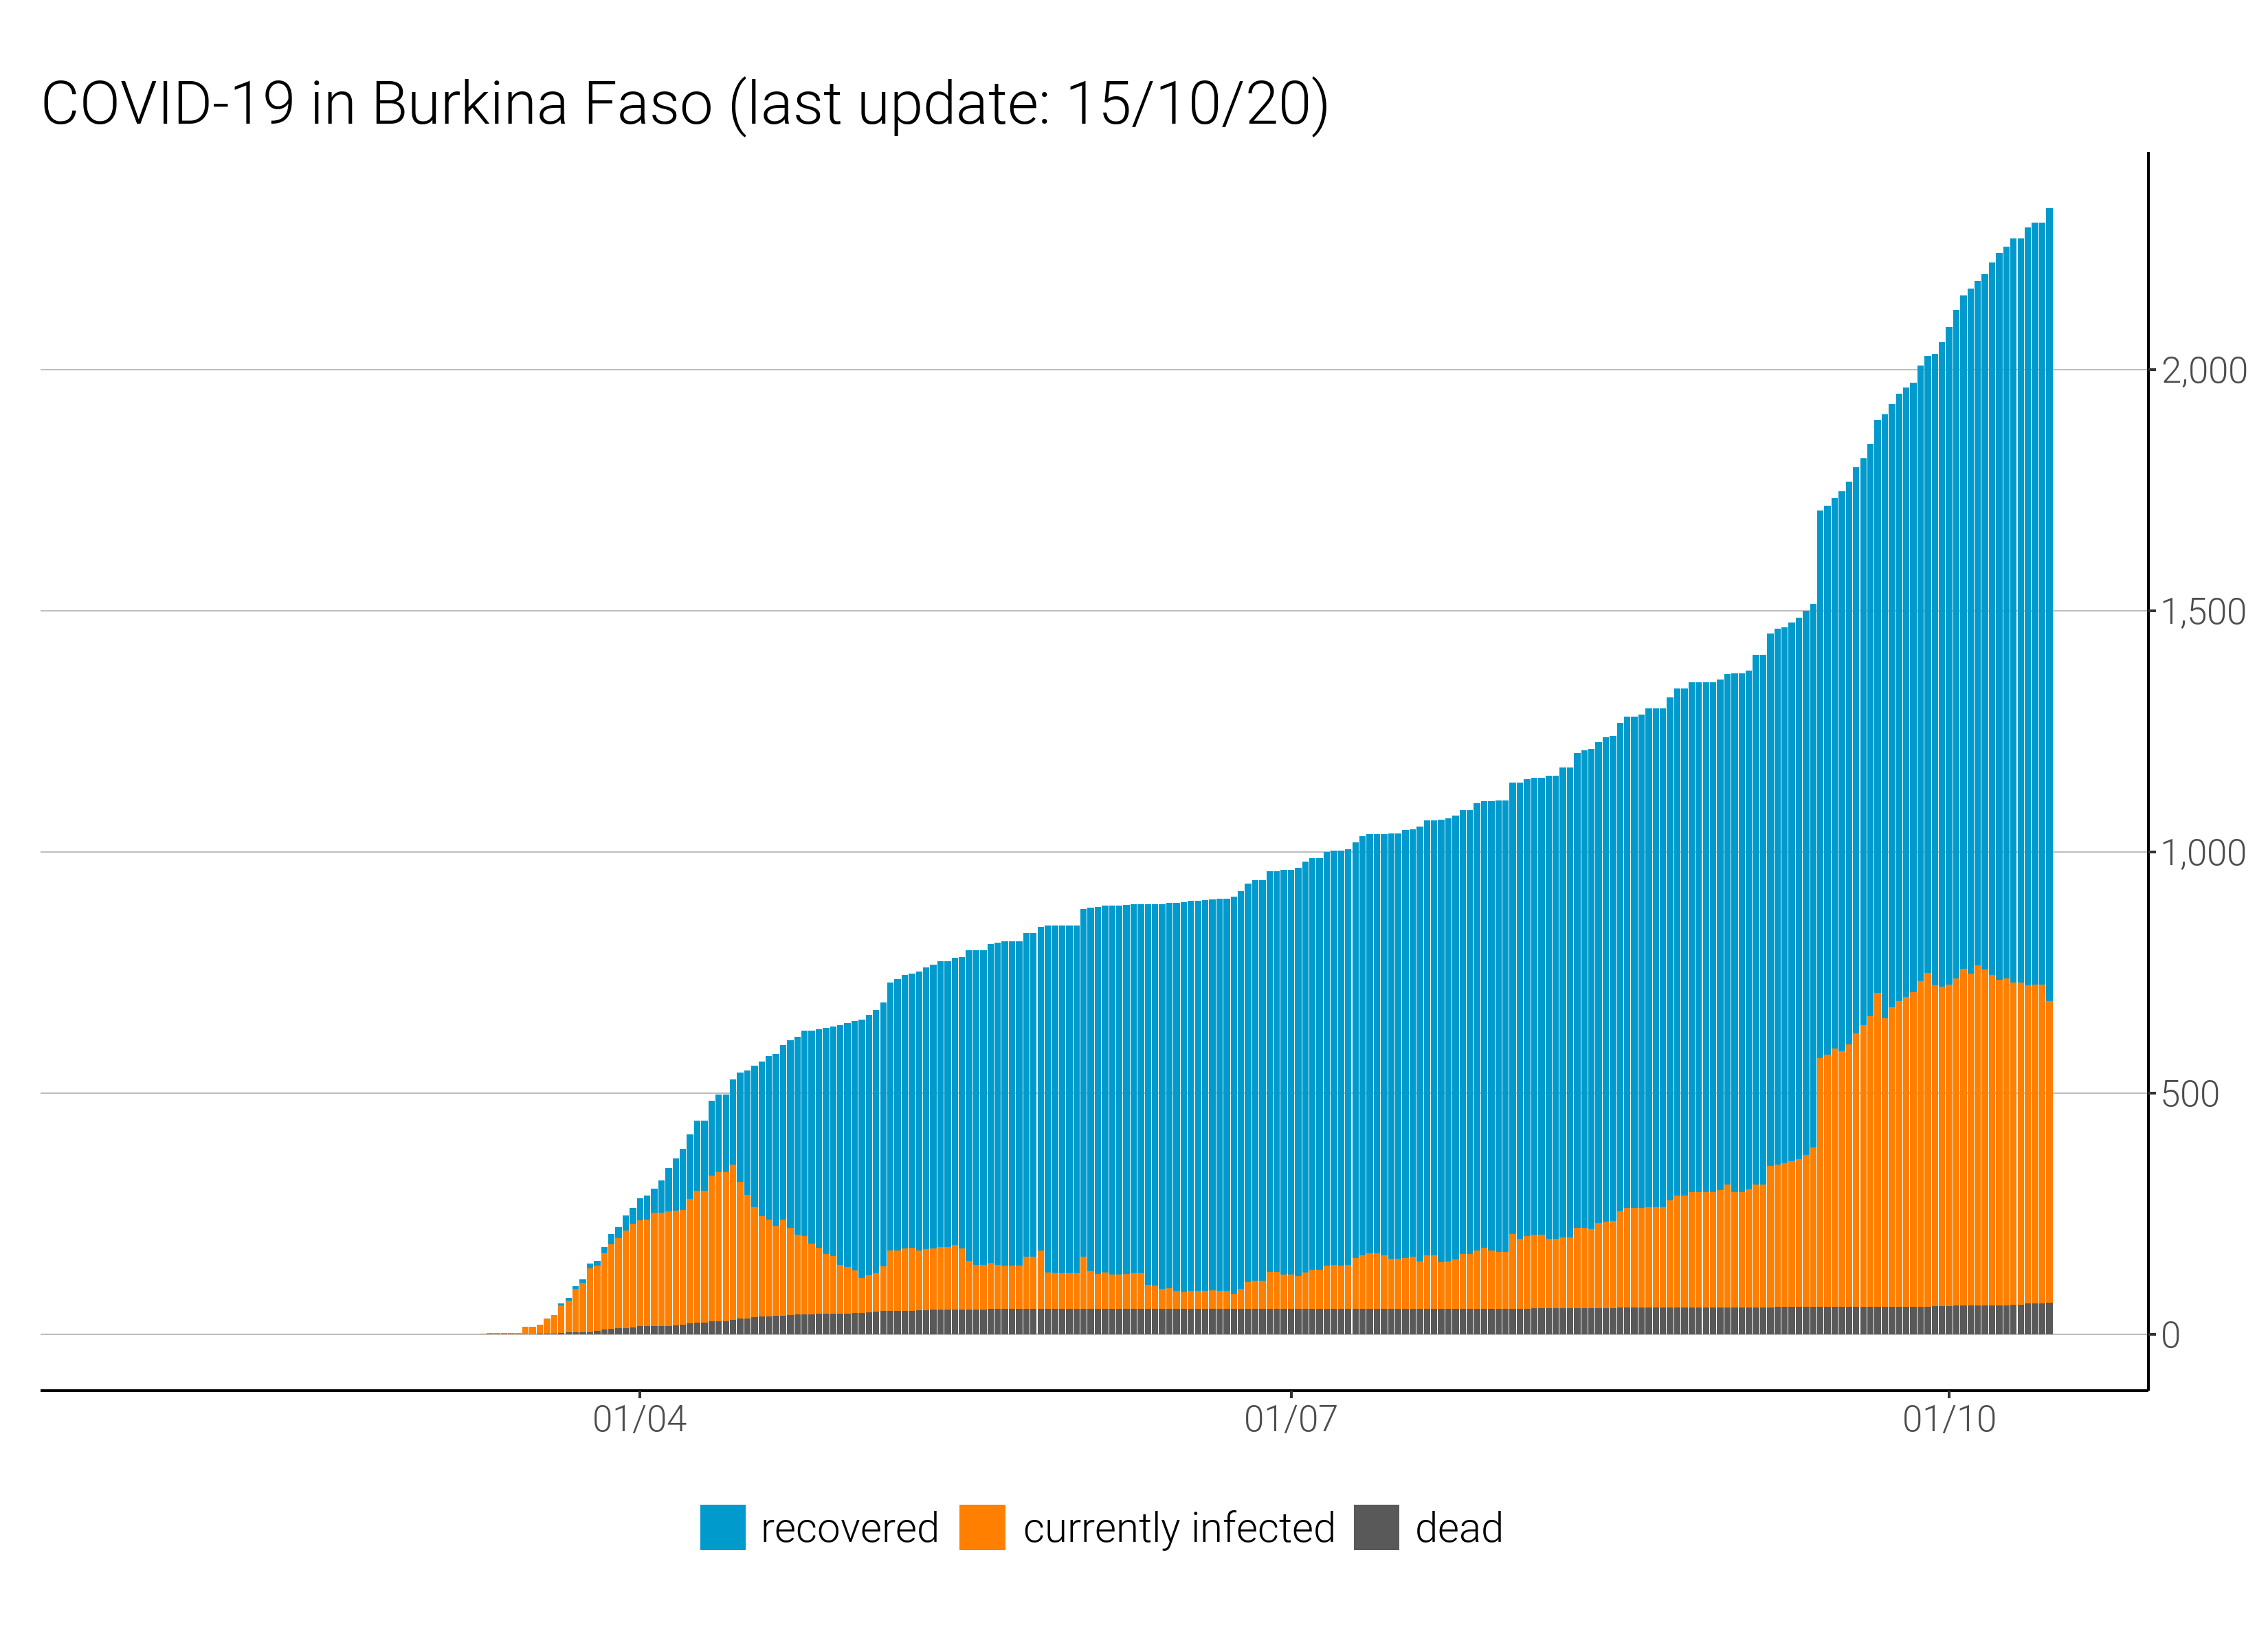 COVID-19 in Burkina Faso (last update: 15/10/20)
2,000
1,500
1,000
500
0
01/04 01/07 01/10
recovered currently infected dead